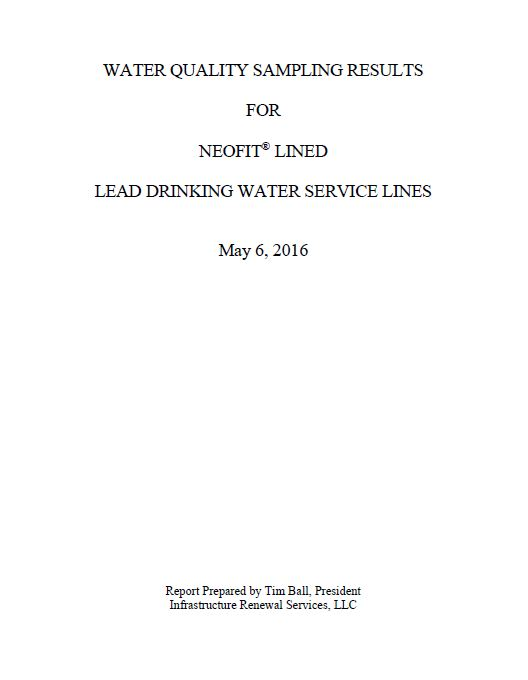 WATER QUALITY SAMPLING RESULTS
FOR
NEOFIT® LINED
LEAD DRINKING WATER SERVICE LINES
May 6, 2016
Report Prepared by Tim Ball, President
Infrastructure Renewal Services, LLC